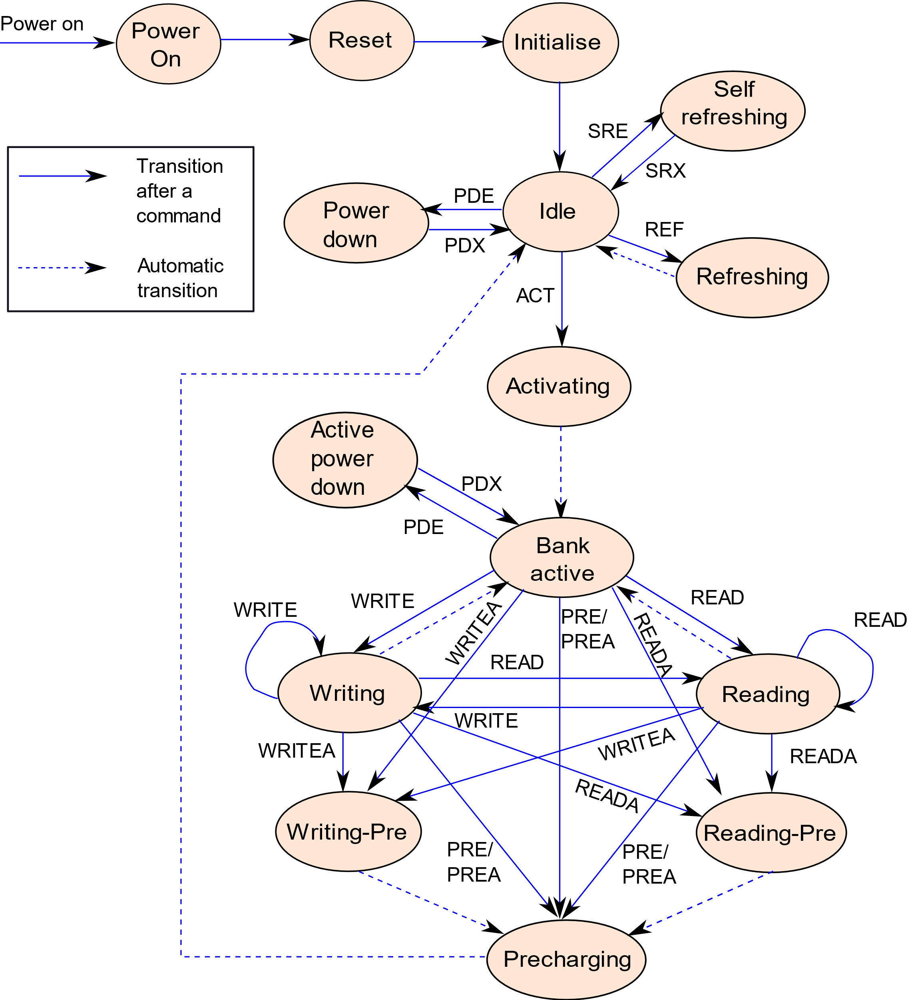 Power on
Power
On
Reset
Initialise
Self
refreshing
SRE
SRX
Transition
after a
command
Automatic
transition
Power
down
PDE
PDX
Idle
REF
Refreshing
ACT
Activating
Active
power
down
PDX
PDE
Bank
active
WRITE
WRITE
WRITEA
PRE/
PREA
READA
READ
READ
READ
Writing
Reading
WRITE
WRITEA
WRITEA
READA
READA
Writing-Pre
Reading-Pre
PRE/
PREA
PRE/
PREA
Precharging